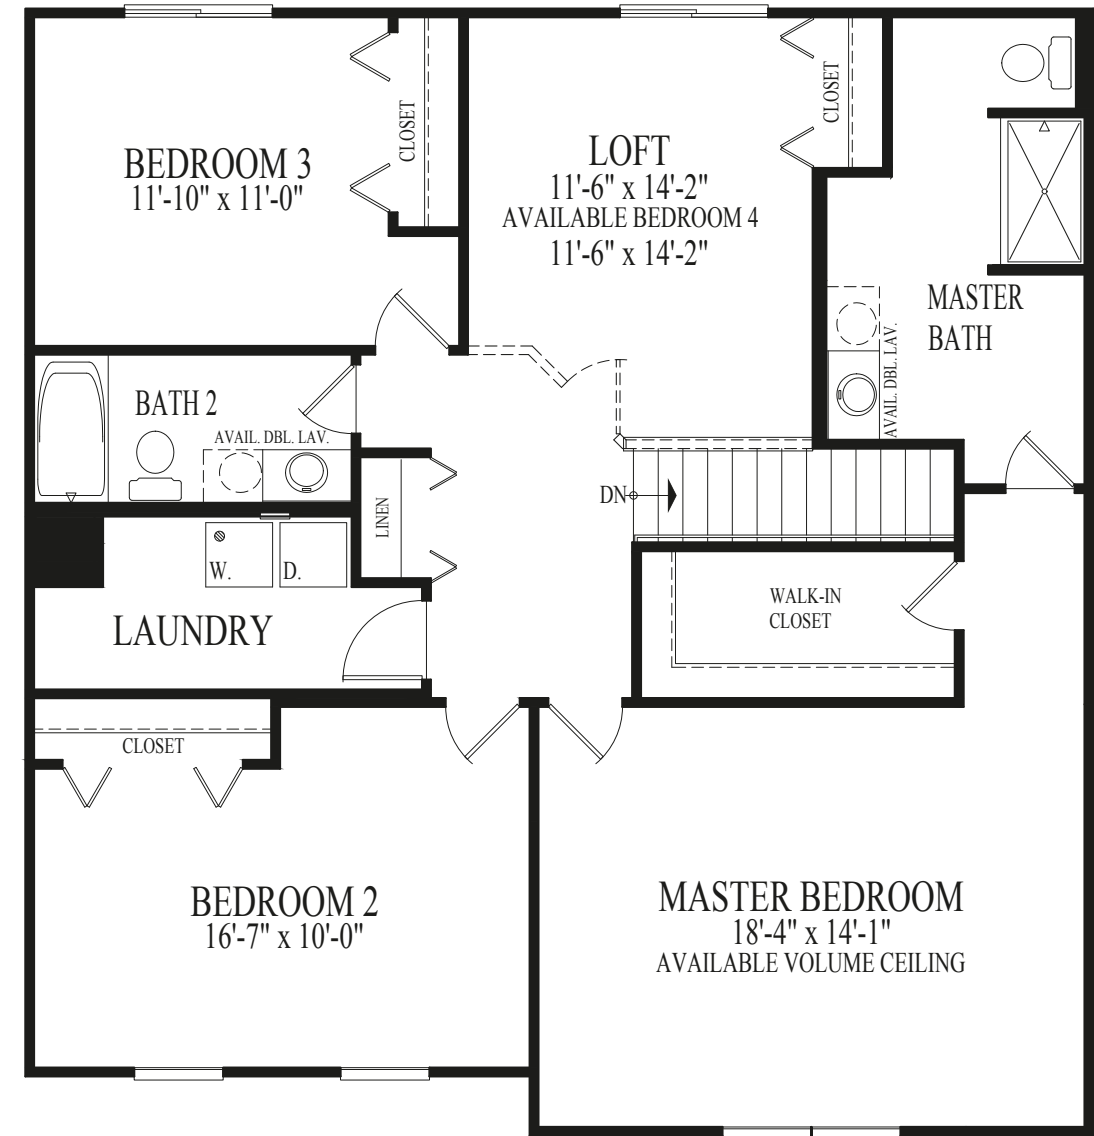 BEDROOM 3
11'-10" x 11'-0"
CLOSET
LOFT
11'-6" x 14'-2"
AVAILABLE BEDROOM 4
11'-6" x 14'-2"
CLOSET
MASTER
BATH
AVAIL. DBL. LAV.
BATH 2
AVAIL. DBL. LAV.
LINEN
DN
W.
D.
LAUNDRY
WALK-IN
CLOSET
CLOSET
BEDROOM 2
16'-7" x 10'-0"
MASTER BEDROOM
18'-4" x 14'-1"
AVAILABLE VOLUME CEILING